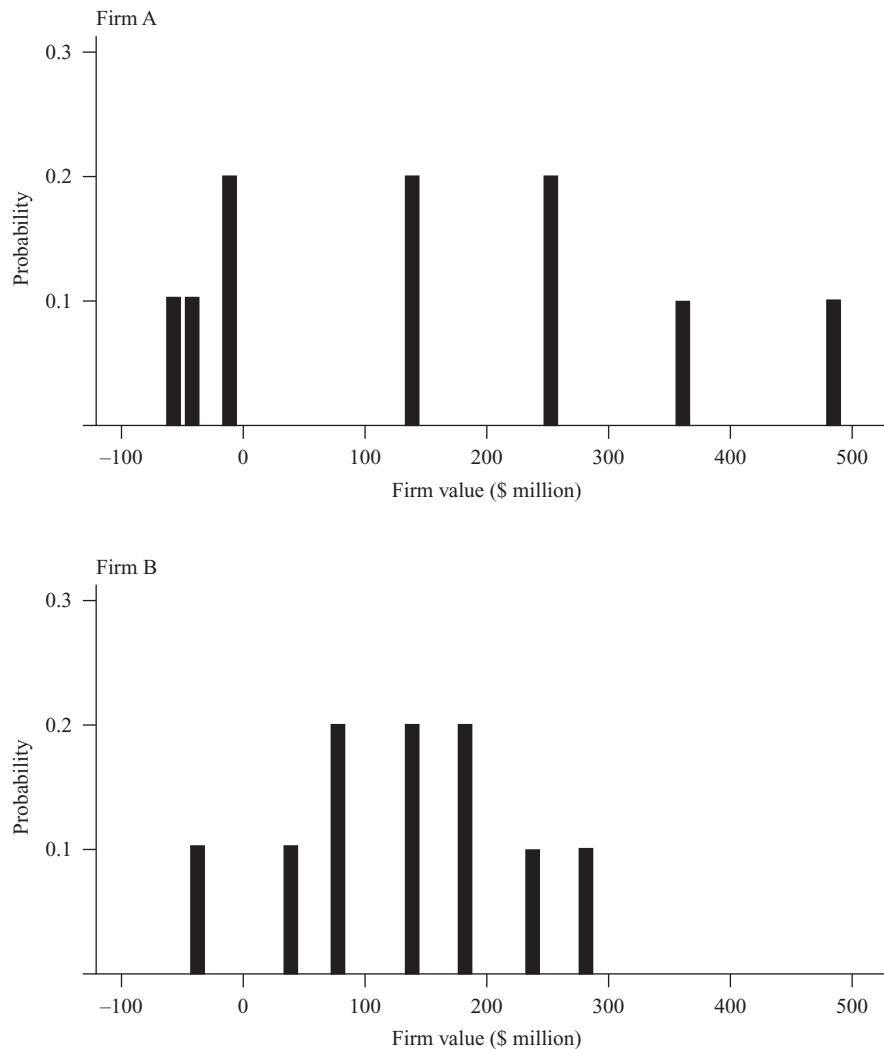 Firm A
0.3
0.2
0.1
Probability
–100 0 100 200 300 400 500
Firm value ($ million)
Firm B
0.3
0.2
0.1
Probability
–100 0 100 200 300 400 500
Firm value ($ million)